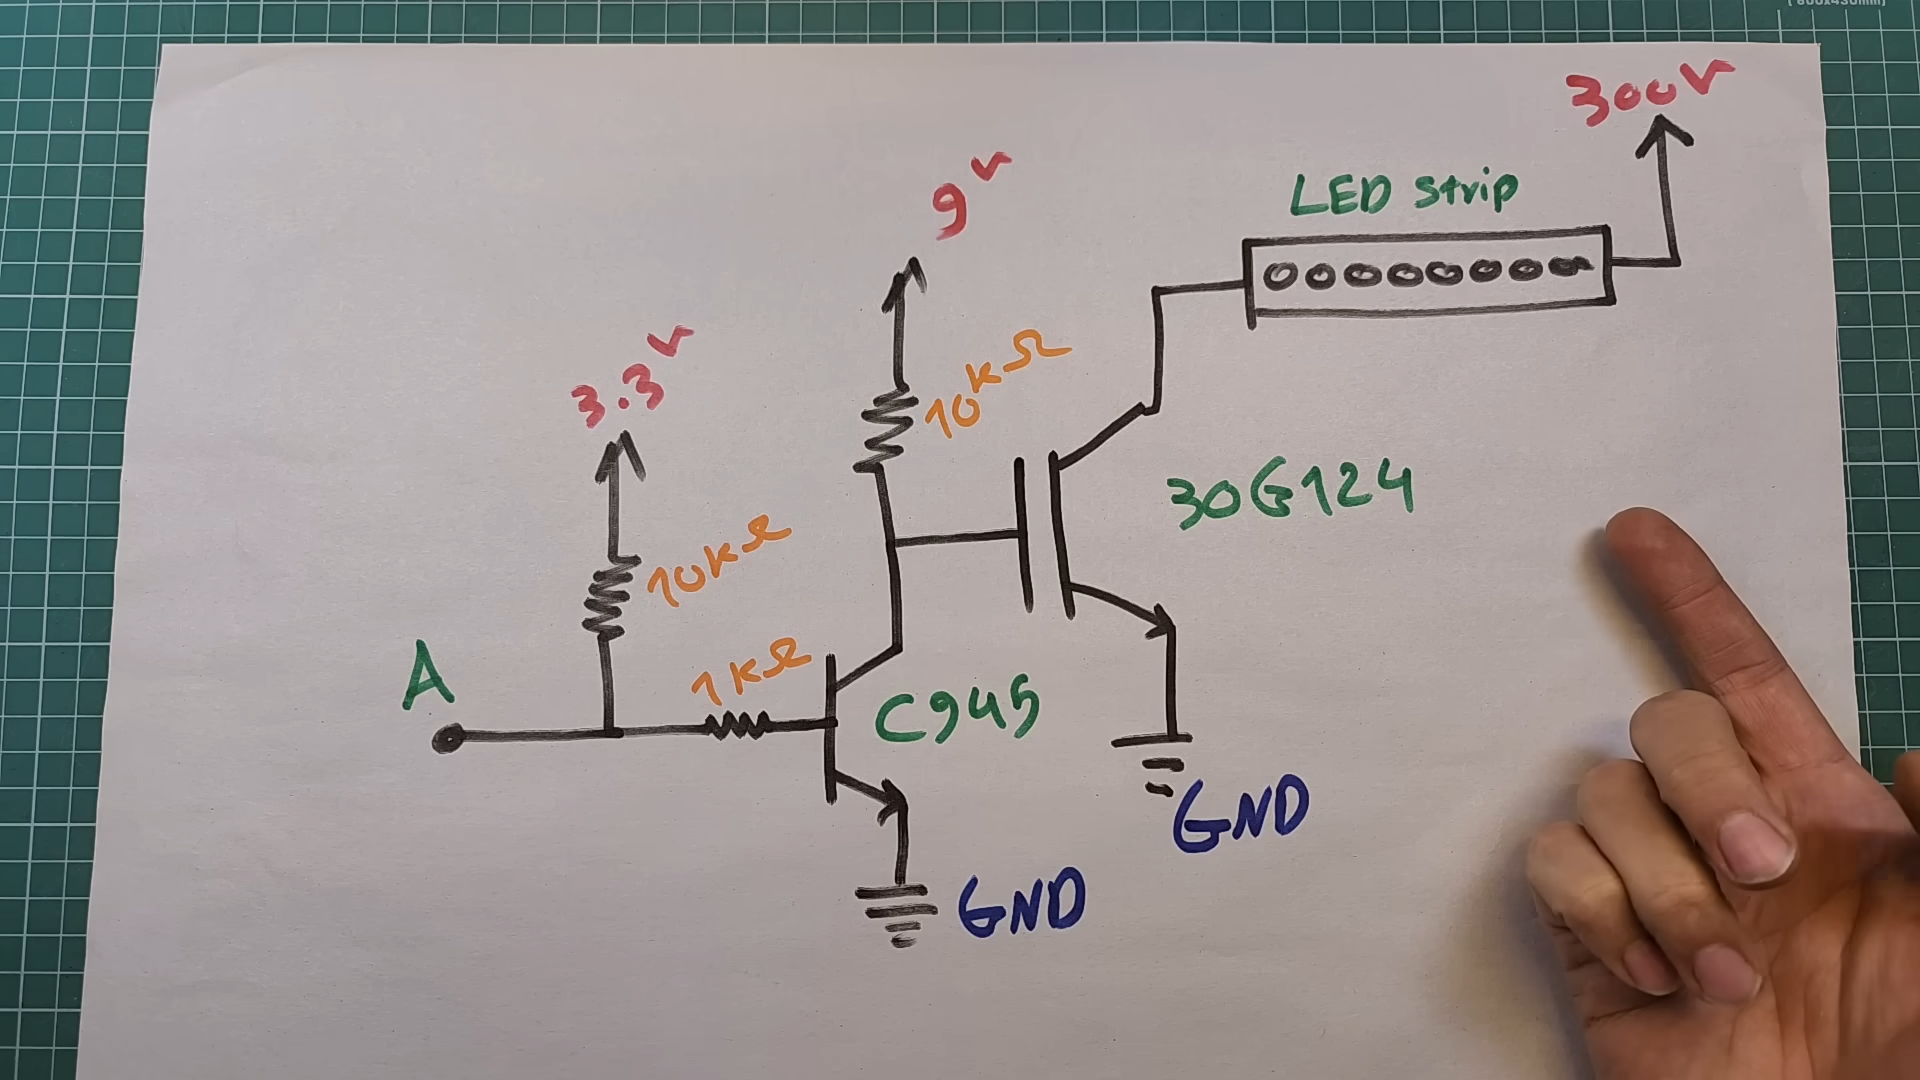 300v
LED Strip
9v
10kΩ
3.3v
30G124
10kΩ
A
1kΩ
C945
GND
GND